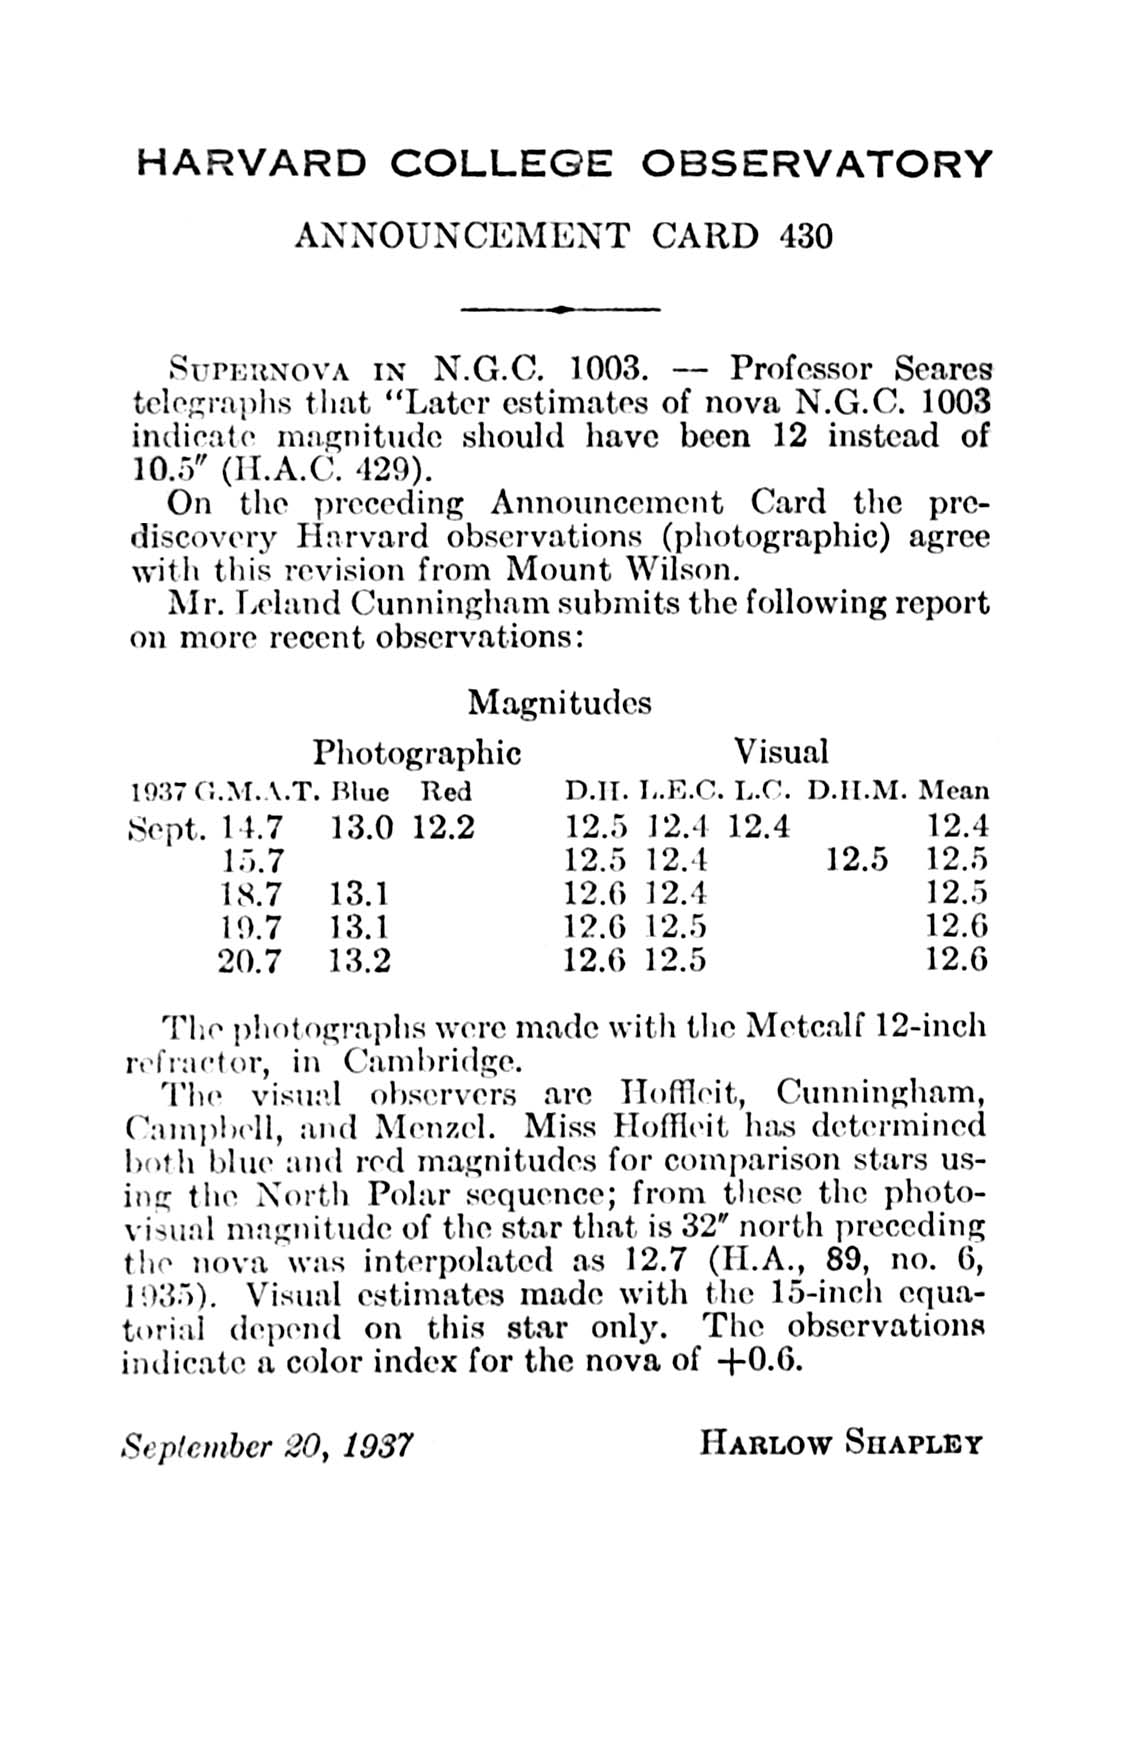 HARVARD COLLEGE OBSERVATORY
ANNOUNCEMENT CARD 430
SUPERNOVA IN N.G.C. 1003. — Professor Seares
telegraphs that “Later estimates of nova N.G.C. 1003
indicate magnitude should have been 12 instead of
10.5″ (H.A.C. 429).
On the preceding Announcement Card the pre-
discovery Harvard observations (photographic) agree
with this revision from Mount Wilson.
Mr. Leland Cunningham submits the following report
on more recent observations:
Magnitudes
Photographic Visual
1937 G.M.A.T. Blue Red D.H. L.E.C. L.C. D.H.M. Mean
Sept. 14.7 13.0 12.2 12.5 12.4 12.4 12.4
15.7 12.5 12.4 12.5 12.5
18.7 13.1 12.6 12.4 12.5
19.7 13.1 12.6 12.5 12.6
20.7 13.2 12.6 12.5 12.6
The photographs were made with the Metcalf 12-inch
refractor, in Cambridge.
The visual observers are Hoffleit, Cunningham,
Campbell, and Menzel. Miss Hoffleit has determined
both blue and red magnitudes for comparison stars us-
ing the North Polar sequence; from these the photo-
visual magnitude of the star that is 32″ north preceding
the nova was interpolated as 12.7 (H.A., 89, no. 6,
1935). Visual estimates made with the 15-inch equa-
torial depend on this star only. The observations
indicate a color index for the nova of +0.6.
September 20, 1937 HARLOW SHAPLEY